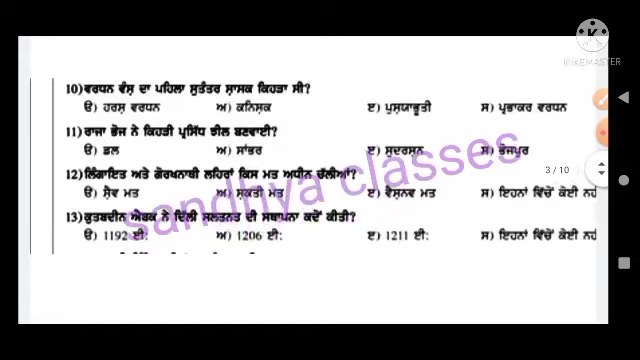 KINEMASTER
10) ਵਰਧਨ ਵੰਸ਼ ਦਾ ਪਹਿਲਾ ਸੁਤੰਤਰ ਸ਼ਾਸਕ ਕਿਹੜਾ ਸੀ?
ੳ) ਹਰਸ਼ ਵਰਧਨ ਅ) ਕਨਿਸ਼ਕ ੲ) ਪੁਸ਼ਯਾਭੂਤੀ ਸ) ਪ੍ਰਭਾਕਰ ਵਰਧਨ
11) ਰਾਜਾ ਭੋਜ ਨੇ ਕਿਹੜੀ ਪ੍ਰਸਿੱਧ ਝੀਲ ਬਣਵਾਈ?
ੳ) ਡਲ ਅ) ਸਾਂਭਰ ੲ) ਸੁਦਰਸ਼ਨ ਸ) ਭੋਜਪੁਰ
12) ਲਿੰਗਾਇਤ ਅਤੇ ਗੋਰਖਨਾਥੀ ਲਹਿਰਾਂ ਕਿਸ ਮਤ ਅਧੀਨ ਚੱਲੀਆਂ?
3 / 10
ੳ) ਸ਼ੈਵ ਮਤ ਅ) ਸ਼ਕਤੀ ਮਤ ੲ) ਵੈਸ਼ਨਵ ਮਤ ਸ) ਇਹਨਾਂ ਵਿੱਚੋਂ ਕੋਈ ਨਹੀਂ
13) ਕੁਤਬਦੀਨ ਐਬਕ ਨੇ ਦਿੱਲੀ ਸਲਤਨਤ ਦੀ ਸਥਾਪਨਾ ਕਦੋਂ ਕੀਤੀ?
ੳ) 1192 ਈ: ਅ) 1206 ਈ: ੲ) 1211 ਈ: ਸ) ਇਹਨਾਂ ਵਿੱਚੋਂ ਕੋਈ ਨਹੀਂ
sandhya classes